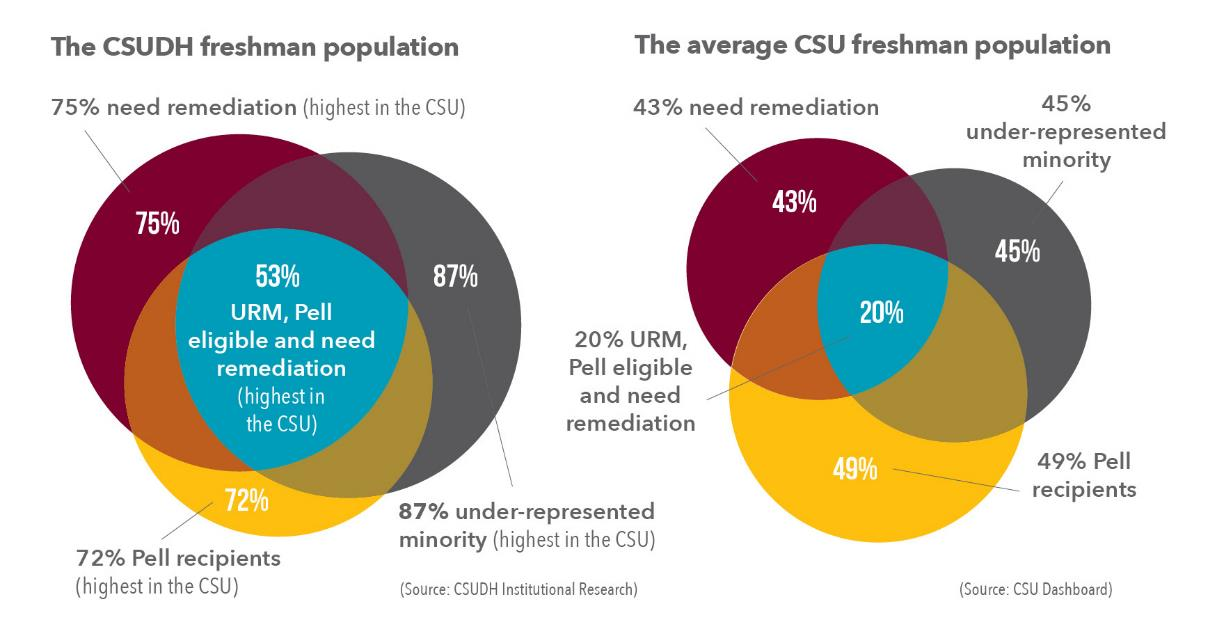 The CSUDH freshman population
75% need remediation (highest in the CSU)
75%
53%
URM, Pell
eligible and need
remediation
(highest in
the CSU)
87%
72%
72% Pell recipients
(highest in the CSU)
87% under-represented
minority (highest in the CSU)
(Source: CSUDH Institutional Research)
The average CSU freshman population
43% need remediation
45%
under-represented
minority
43%
45%
20%
20% URM,
Pell eligible
and need
remediation
49%
49% Pell
recipients
(Source: CSU Dashboard)